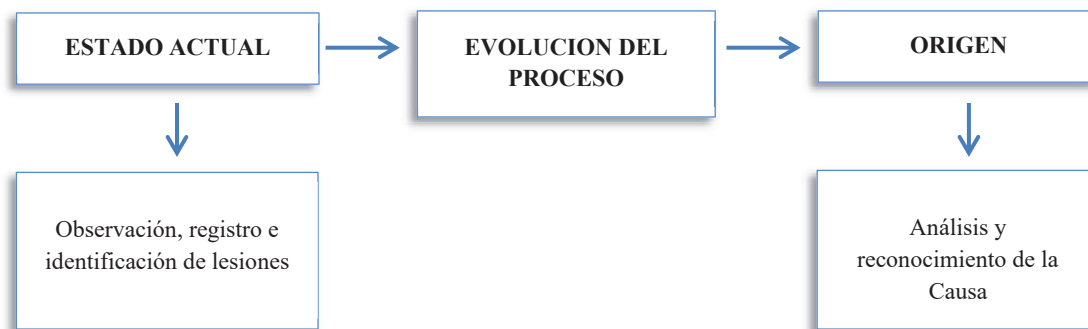 ESTADO ACTUAL
EVOLUCION DEL
PROCESO
ORIGEN
Observación, registro e
identificación de lesiones
Análisis y
reconocimiento de la
Causa